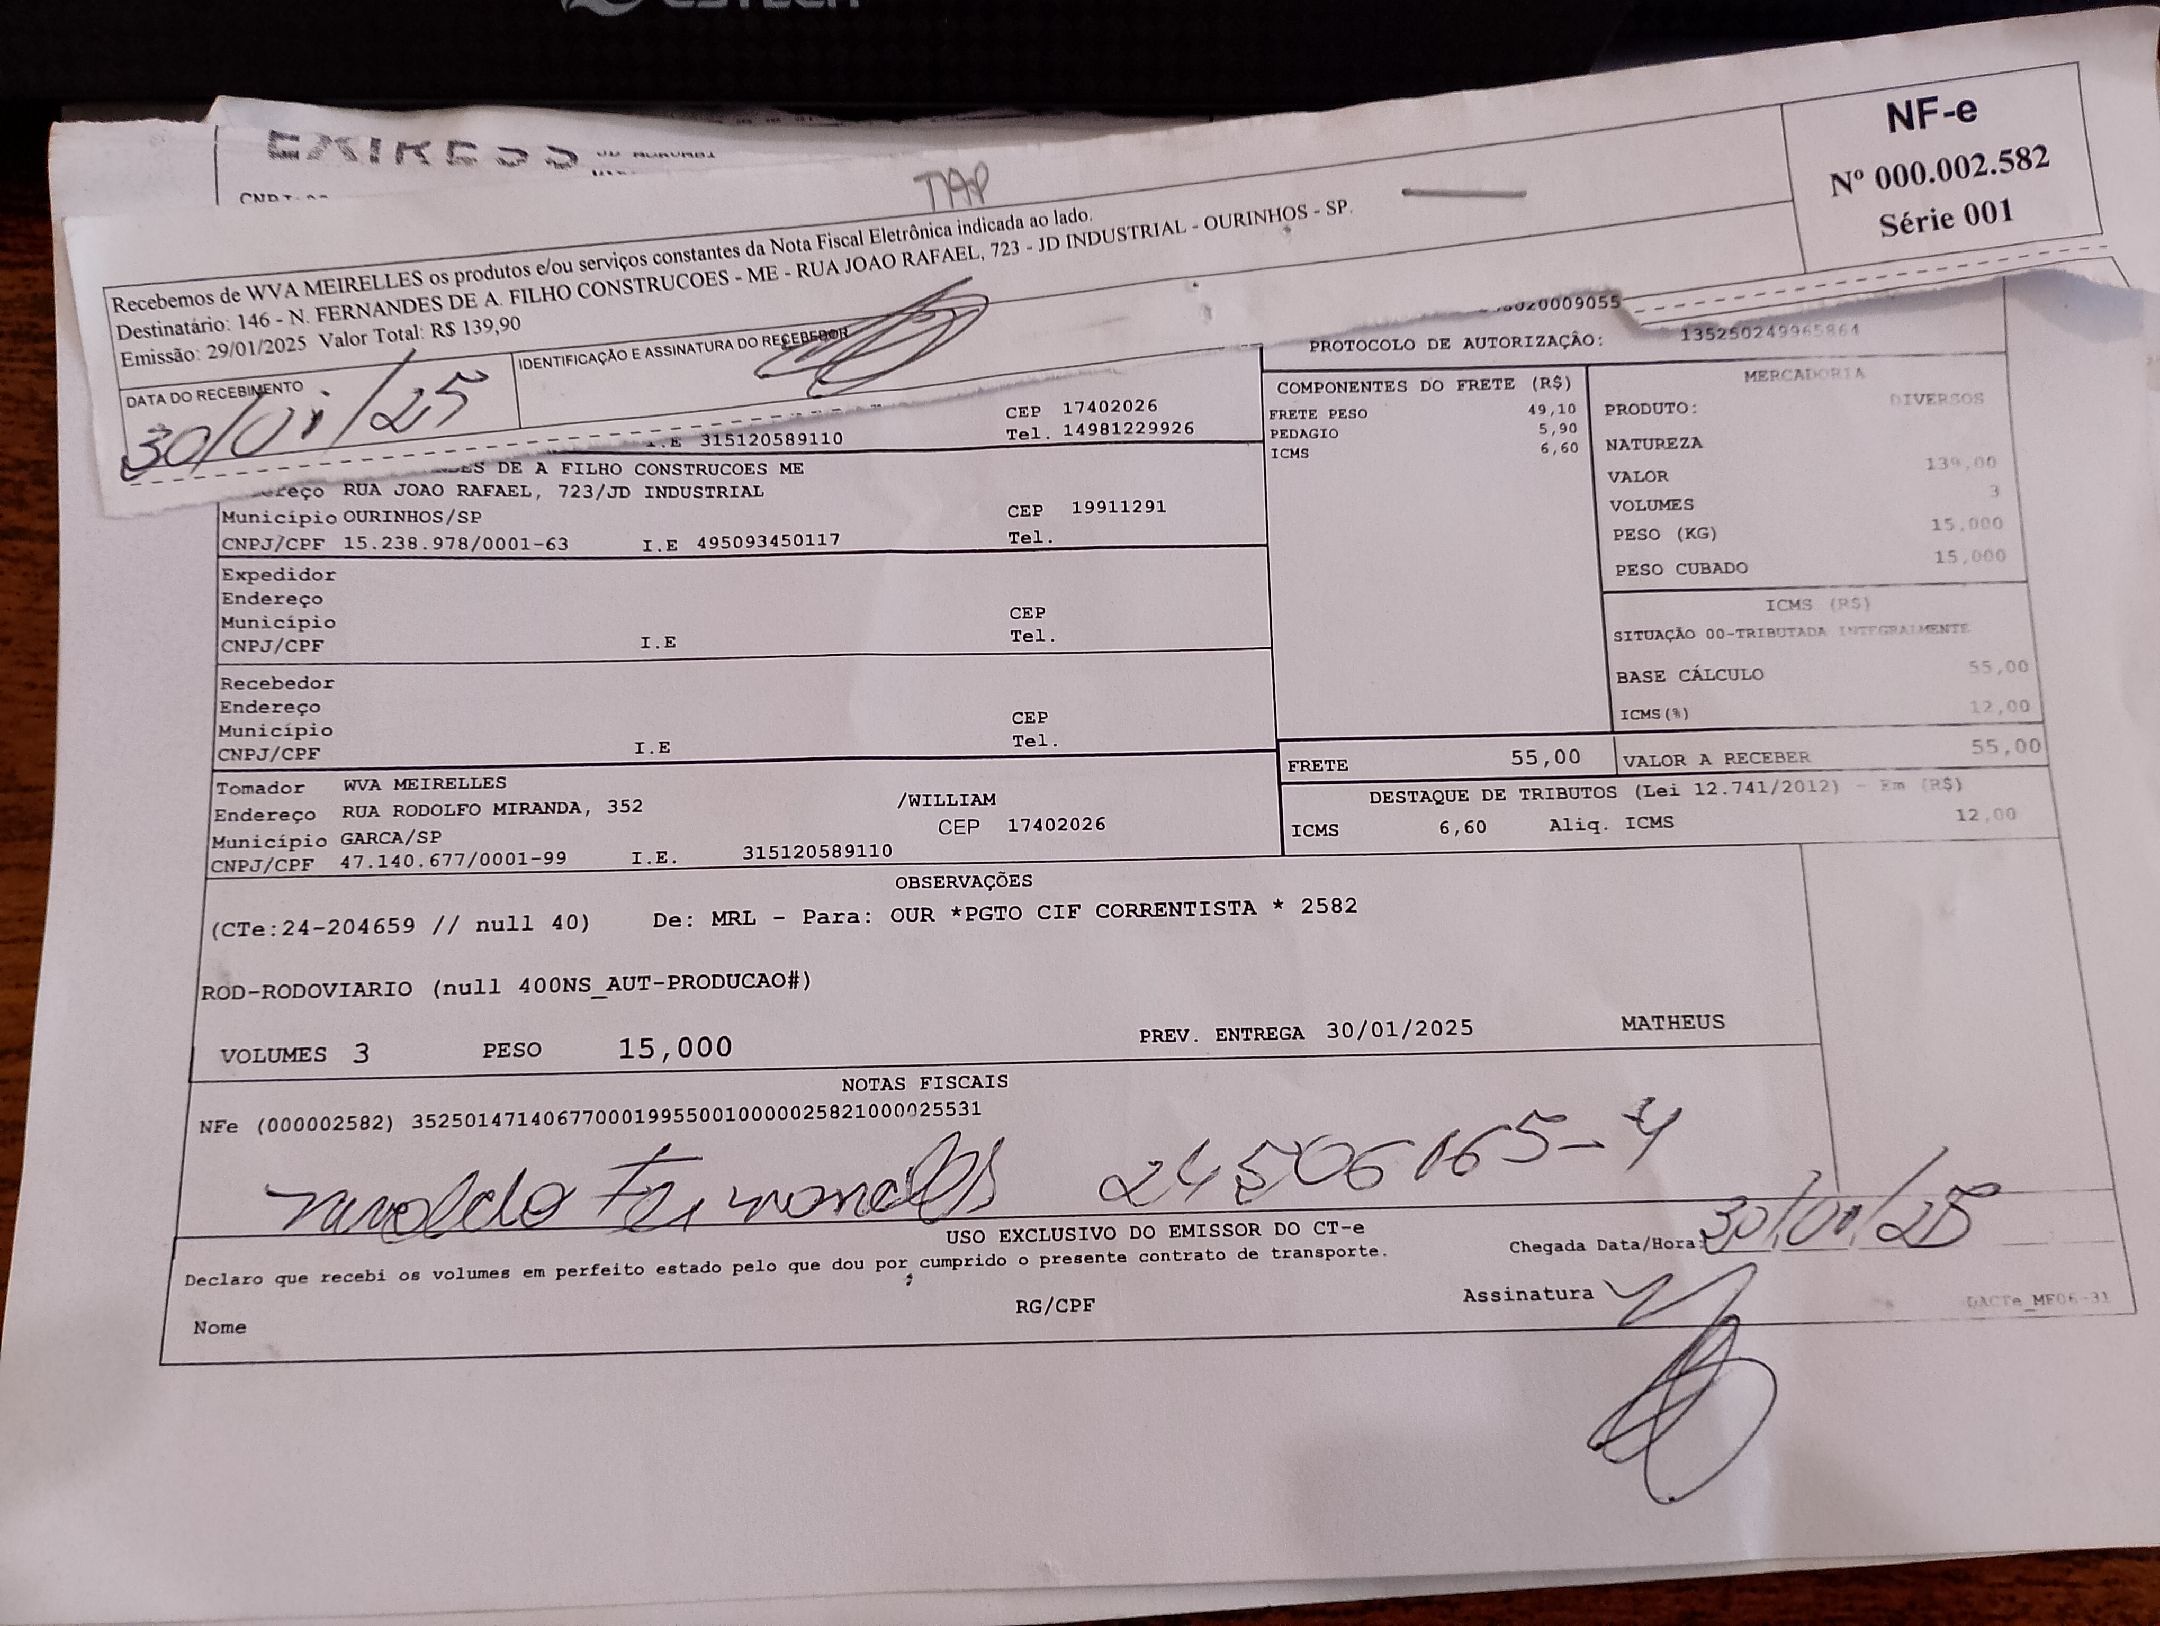 TAP
NF-e
Nº 000.002.582
Série 001
Recebemos de WVA MEIRELLES os produtos e/ou serviços constantes da Nota Fiscal Eletrônica indicada ao lado.
Destinatário: 146 - N. FERNANDES DE A. FILHO CONSTRUCOES - ME - RUA JOAO RAFAEL, 723 - JD INDUSTRIAL - OURINHOS - SP.
Emissão: 29/01/2025 Valor Total: R$ 139,90
DATA DO RECEBIMENTO
30/01/25
IDENTIFICAÇÃO E ASSINATURA DO RECEBEDOR
PROTOCOLO DE AUTORIZAÇÃO: 135250249965864
I.E 315120589110
CEP 17402026
Tel. 14981229926
DE A FILHO CONSTRUCOES ME
RUA JOAO RAFAEL, 723/JD INDUSTRIAL
Município OURINHOS/SP CEP 19911291
CNPJ/CPF 15.238.978/0001-63 I.E 495093450117 Tel.
Expedidor
Endereço
Município CEP
CNPJ/CPF I.E Tel.
Recebedor
Endereço
Município CEP
CNPJ/CPF I.E Tel.
Tomador WVA MEIRELLES
Endereço RUA RODOLFO MIRANDA, 352 /WILLIAM
Município GARCA/SP CEP 17402026
CNPJ/CPF 47.140.677/0001-99 I.E. 315120589110
COMPONENTES DO FRETE (R$)
FRETE PESO 49,10
PEDAGIO 5,90
ICMS 6,60
MERCADORIA
PRODUTO: DIVERSOS
NATUREZA
VALOR 139,00
VOLUMES 3
PESO (KG) 15,000
PESO CUBADO 15,000
ICMS (R$)
SITUAÇÃO 00-TRIBUTADA INTEGRALMENTE
BASE CÁLCULO 55,00
ICMS(%) 12,00
FRETE 55,00 VALOR A RECEBER 55,00
DESTAQUE DE TRIBUTOS (Lei 12.741/2012) - Em (R$)
ICMS 6,60 Aliq. ICMS 12,00
OBSERVAÇÕES
(CTe:24-204659 // null 40) De: MRL - Para: OUR *PGTO CIF CORRENTISTA * 2582
ROD-RODOVIARIO (null 400NS_AUT-PRODUCAO#)
VOLUMES 3 PESO 15,000 PREV. ENTREGA 30/01/2025 MATHEUS
NOTAS FISCAIS
NFe (000002582) 35250147140677000199550010000025821000025531
24506165-4
USO EXCLUSIVO DO EMISSOR DO CT-e
Declaro que recebi os volumes em perfeito estado pelo que dou por cumprido o presente contrato de transporte.
Chegada Data/Hora: 30/01/25
Nome RG/CPF Assinatura
DACTe_MF06-31